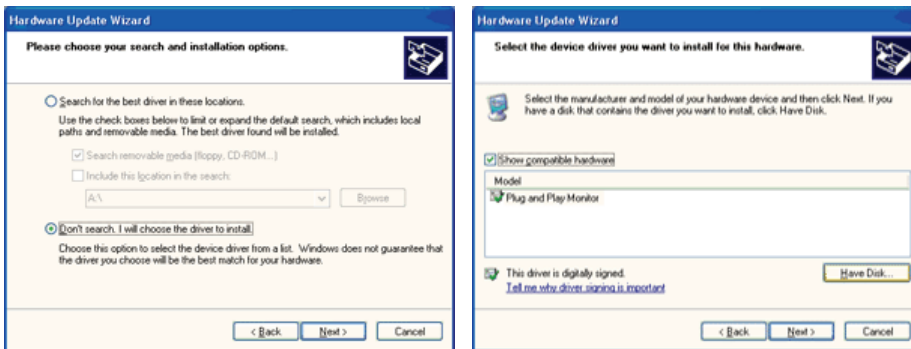 Hardware Update Wizard
Please choose your search and installation options.
Search for the best driver in these locations.
Use the check boxes below to limit or expand the default search, which includes local
paths and removable media. The best driver found will be installed.
Search removable media (floppy, CD-ROM...)
Include this location in the search:
A:\
Browse
Don't search. I will choose the driver to install.
Choose this option to select the device driver from a list. Windows does not guarantee that
the driver you choose will be the best match for your hardware.
< Back
Next >
Cancel
Hardware Update Wizard
Select the device driver you want to install for this hardware.
Select the manufacturer and model of your hardware device and then click Next. If you
have a disk that contains the driver you want to install, click Have Disk.
Show compatible hardware
Model
Plug and Play Monitor
This driver is digitally signed.
Tell me why driver signing is important
Have Disk...
< Back
Next >
Cancel